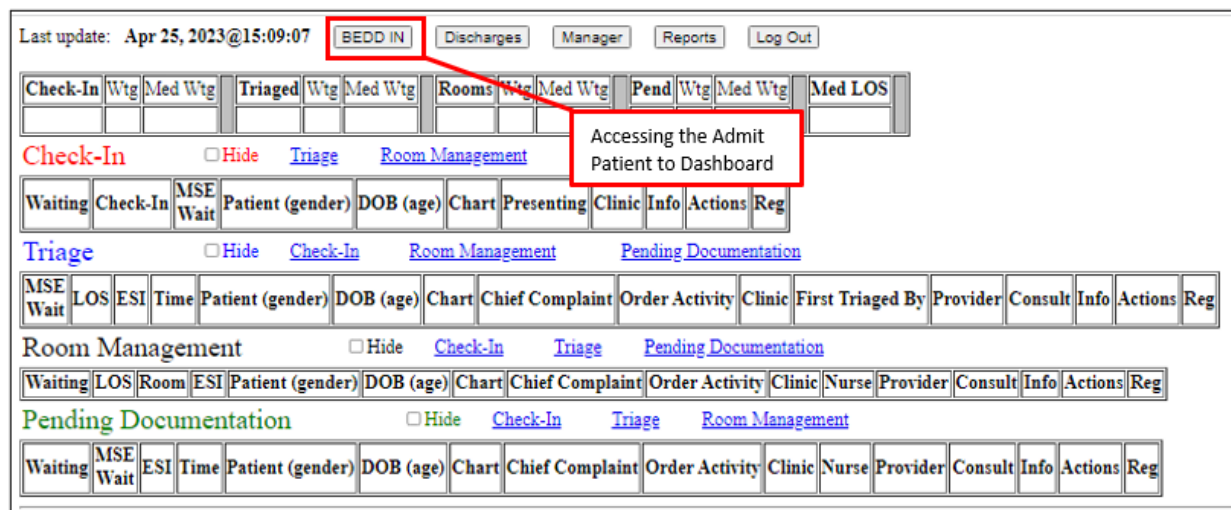 Last update: Apr 25, 2023@15:09:07 BEDD IN Discharges Manager Reports Log Out
Check-In Wtg Med Wtg Triaged Wtg Med Wtg Rooms Wtg Med Wtg Pend Wtg Med Wtg Med LOS
Accessing the Admit
Patient to Dashboard
Check-In Hide Triage Room Management
Waiting Check-In MSE Wait Patient (gender) DOB (age) Chart Presenting Clinic Info Actions Reg
Triage Hide Check-In Room Management Pending Documentation
MSE Wait LOS ESI Time Patient (gender) DOB (age) Chart Chief Complaint Order Activity Clinic First Triaged By Provider Consult Info Actions Reg
Room Management Hide Check-In Triage Pending Documentation
Waiting LOS Room ESI Patient (gender) DOB (age) Chart Chief Complaint Order Activity Clinic Nurse Provider Consult Info Actions Reg
Pending Documentation Hide Check-In Triage Room Management
Waiting MSE Wait ESI Time Patient (gender) DOB (age) Chart Chief Complaint Order Activity Clinic Nurse Provider Consult Info Actions Reg